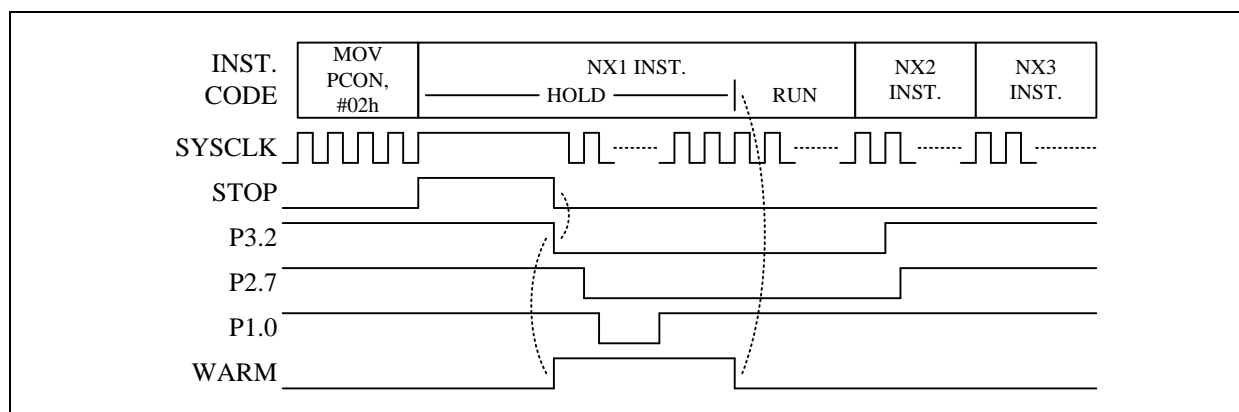 INST.
CODE
MOV
PCON,
#02h
NX1 INST.
HOLD
RUN
NX2
INST.
NX3
INST.
SYSCLK
STOP
P3.2
P2.7
P1.0
WARM